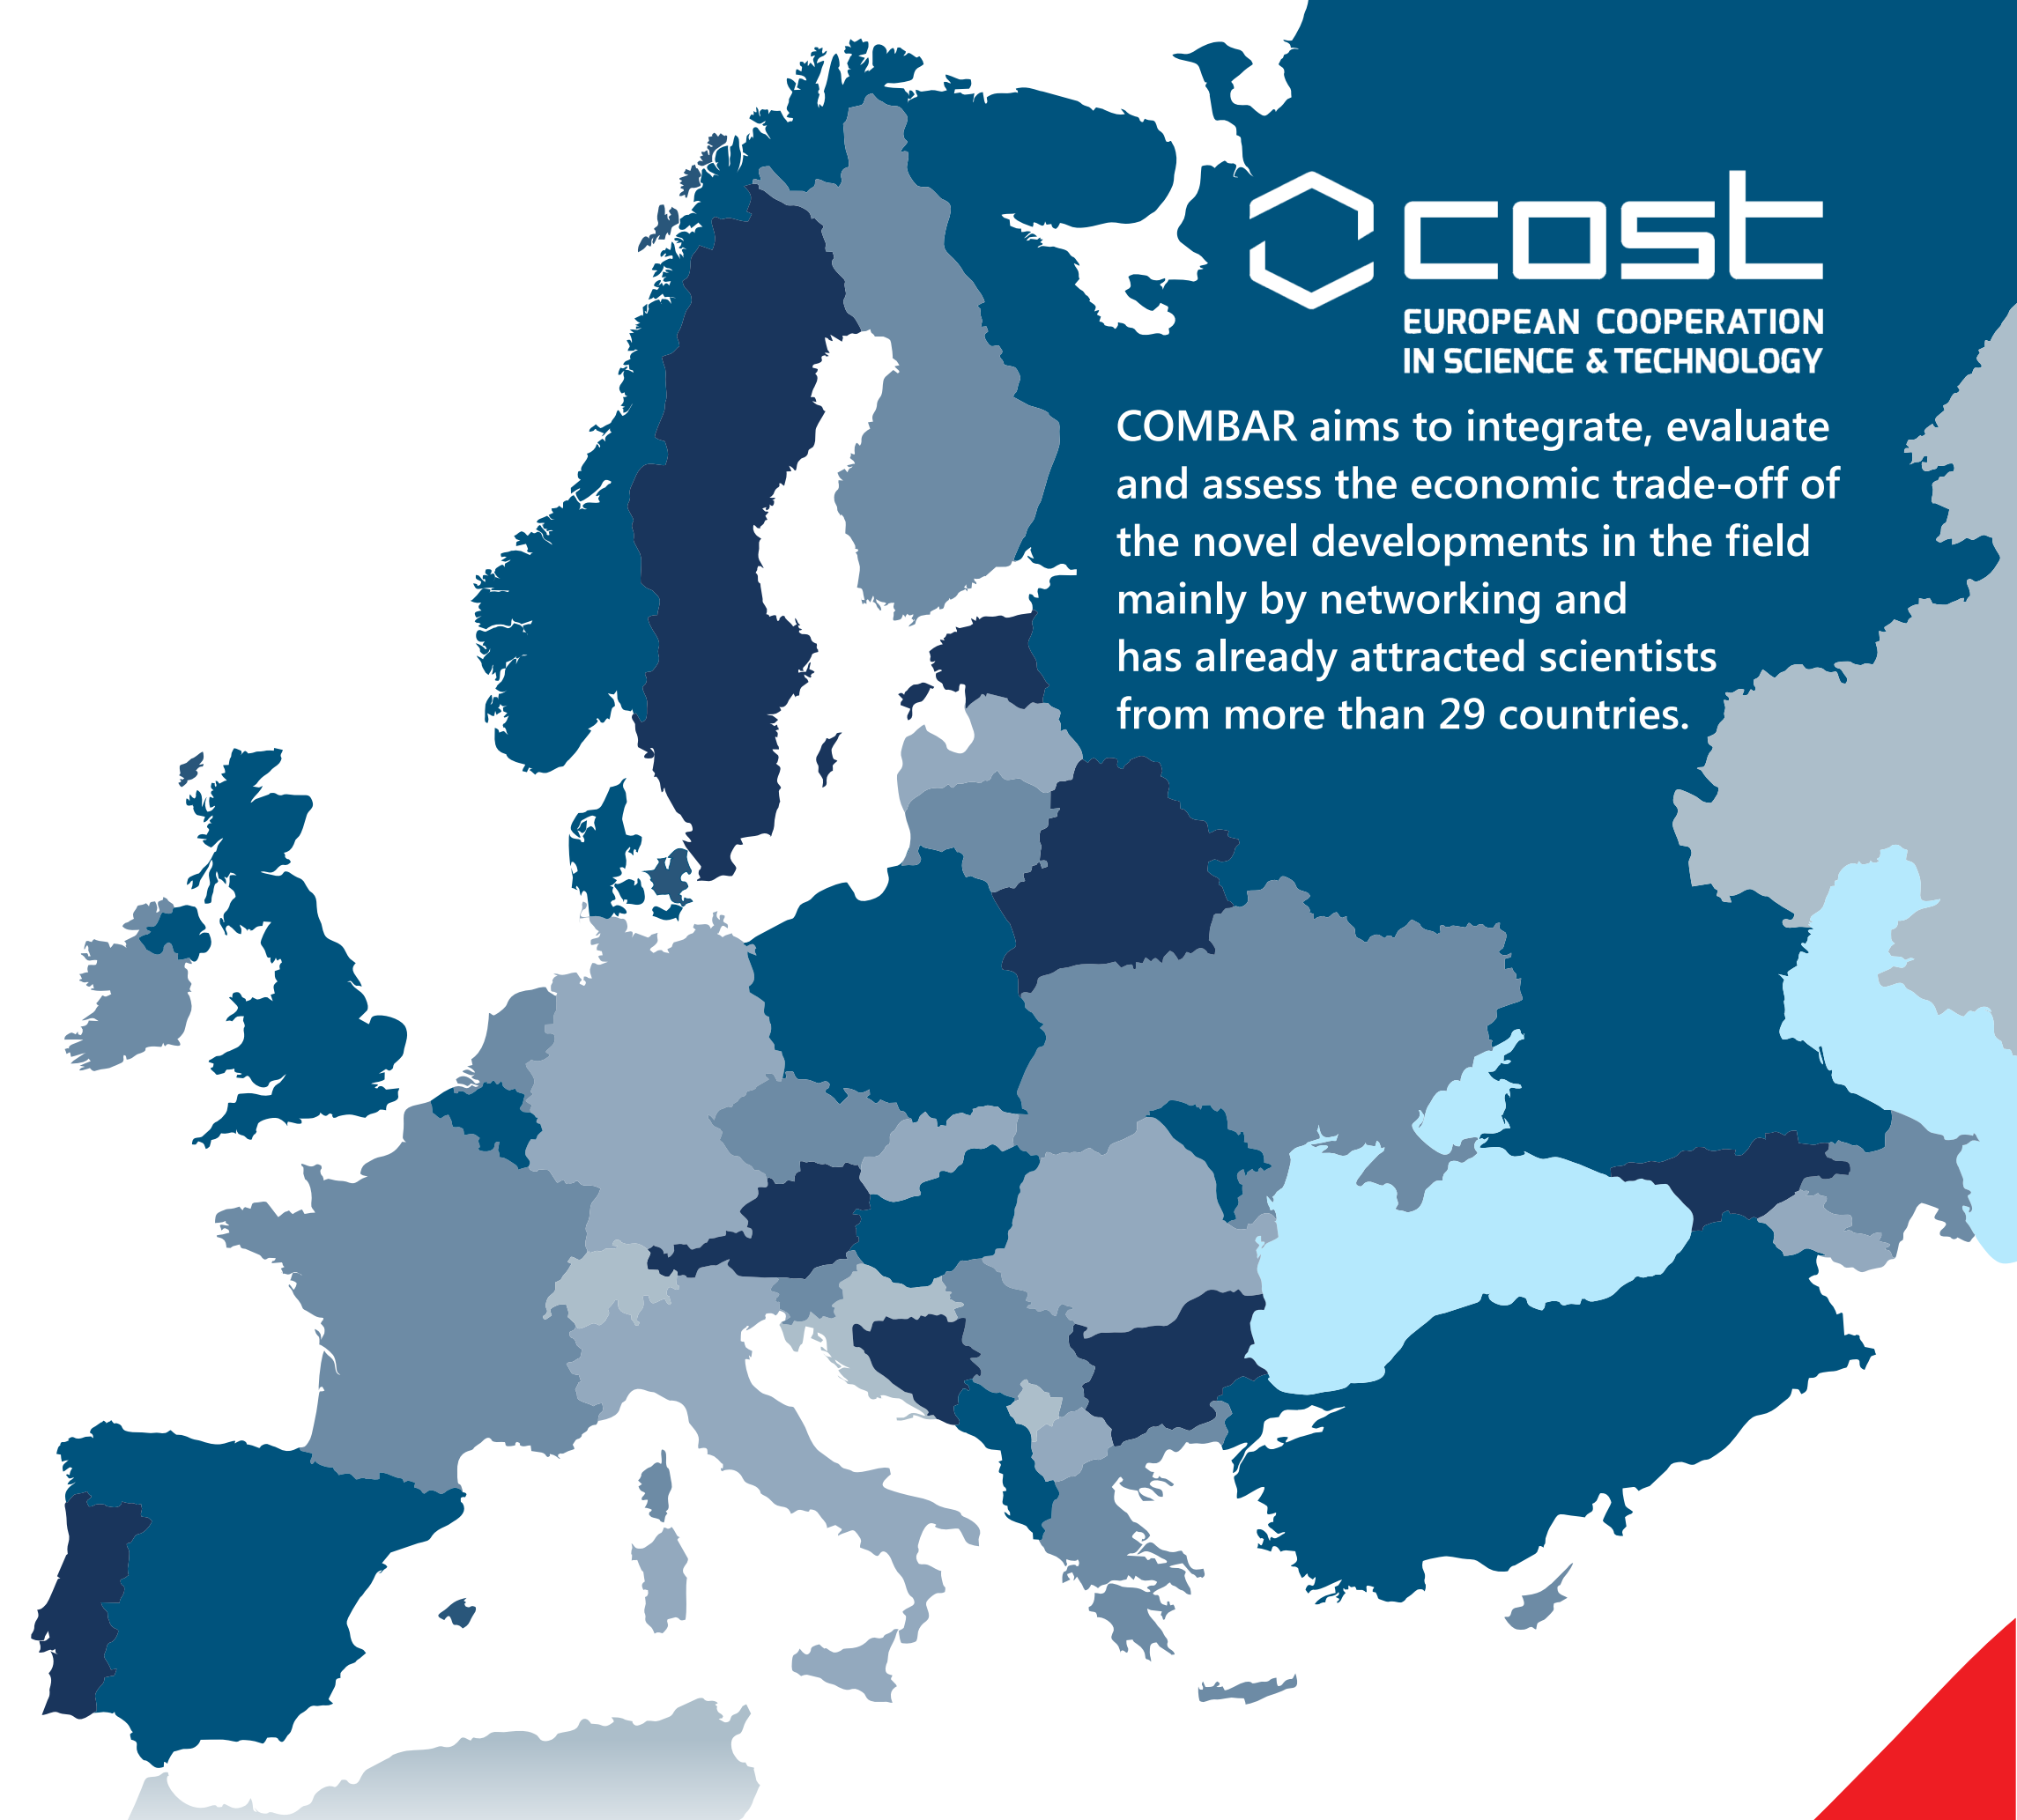 cost
EUROPEAN COOPERATION
IN SCIENCE & TECHNOLOGY
COMBAR aims to integrate, evaluate
and assess the economic trade-off of
the novel developments in the field
mainly by networking and
has already attracted scientists
from more than 29 countries.